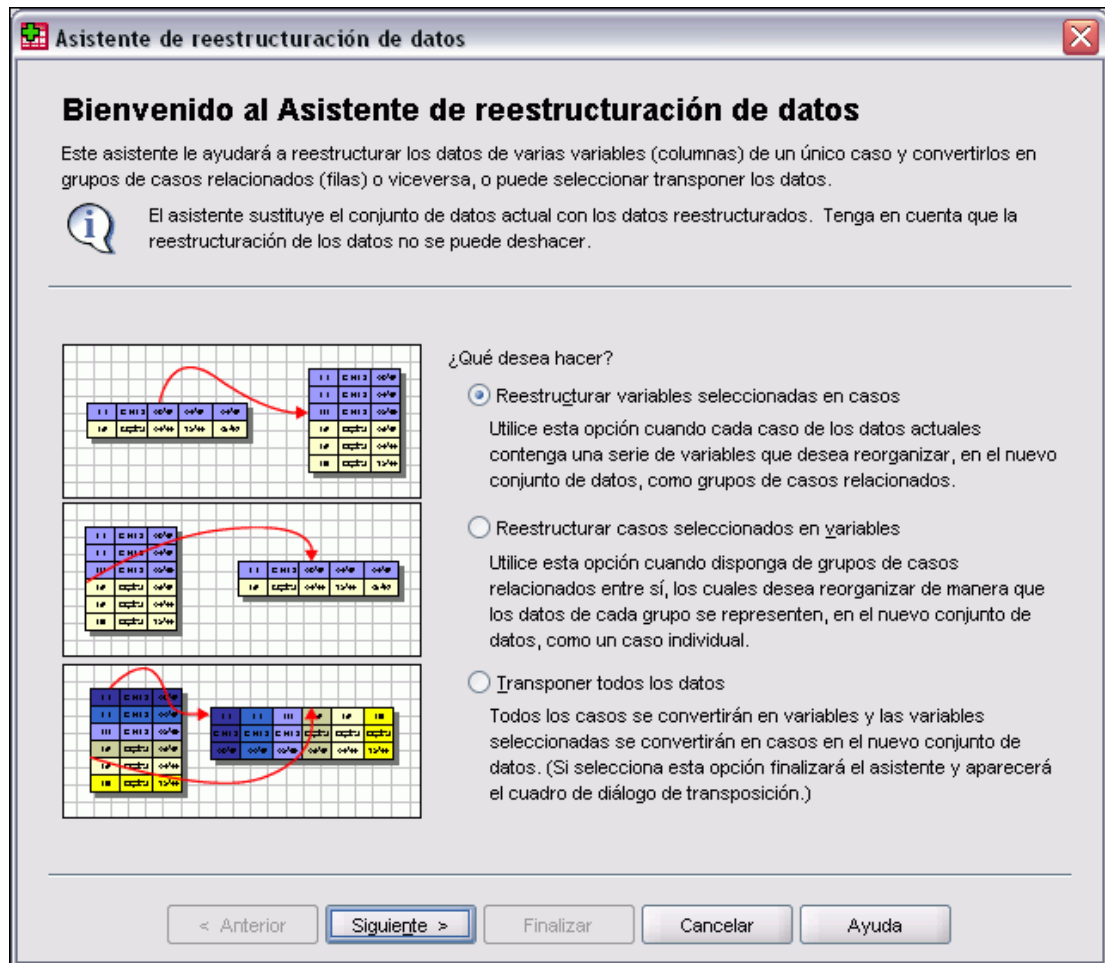 Asistente de reestructuración de datos
Bienvenido al Asistente de reestructuración de datos
Este asistente le ayudará a reestructurar los datos de varias variables (columnas) de un único caso y convertirlos en
grupos de casos relacionados (filas) o viceversa, o puede seleccionar transponer los datos.
El asistente sustituye el conjunto de datos actual con los datos reestructurados. Tenga en cuenta que la
reestructuración de los datos no se puede deshacer.
¿Qué desea hacer?
Reestructurar variables seleccionadas en casos
Utilice esta opción cuando cada caso de los datos actuales
contenga una serie de variables que desea reorganizar, en el nuevo
conjunto de datos, como grupos de casos relacionados.
Reestructurar casos seleccionados en variables
Utilice esta opción cuando disponga de grupos de casos
relacionados entre sí, los cuales desea reorganizar de manera que
los datos de cada grupo se representen, en el nuevo conjunto de
datos, como un caso individual.
Transponer todos los datos
Todos los casos se convertirán en variables y las variables
seleccionadas se convertirán en casos en el nuevo conjunto de
datos. (Si selecciona esta opción finalizará el asistente y aparecerá
el cuadro de diálogo de transposición.)
< Anterior
Siguiente >
Finalizar
Cancelar
Ayuda